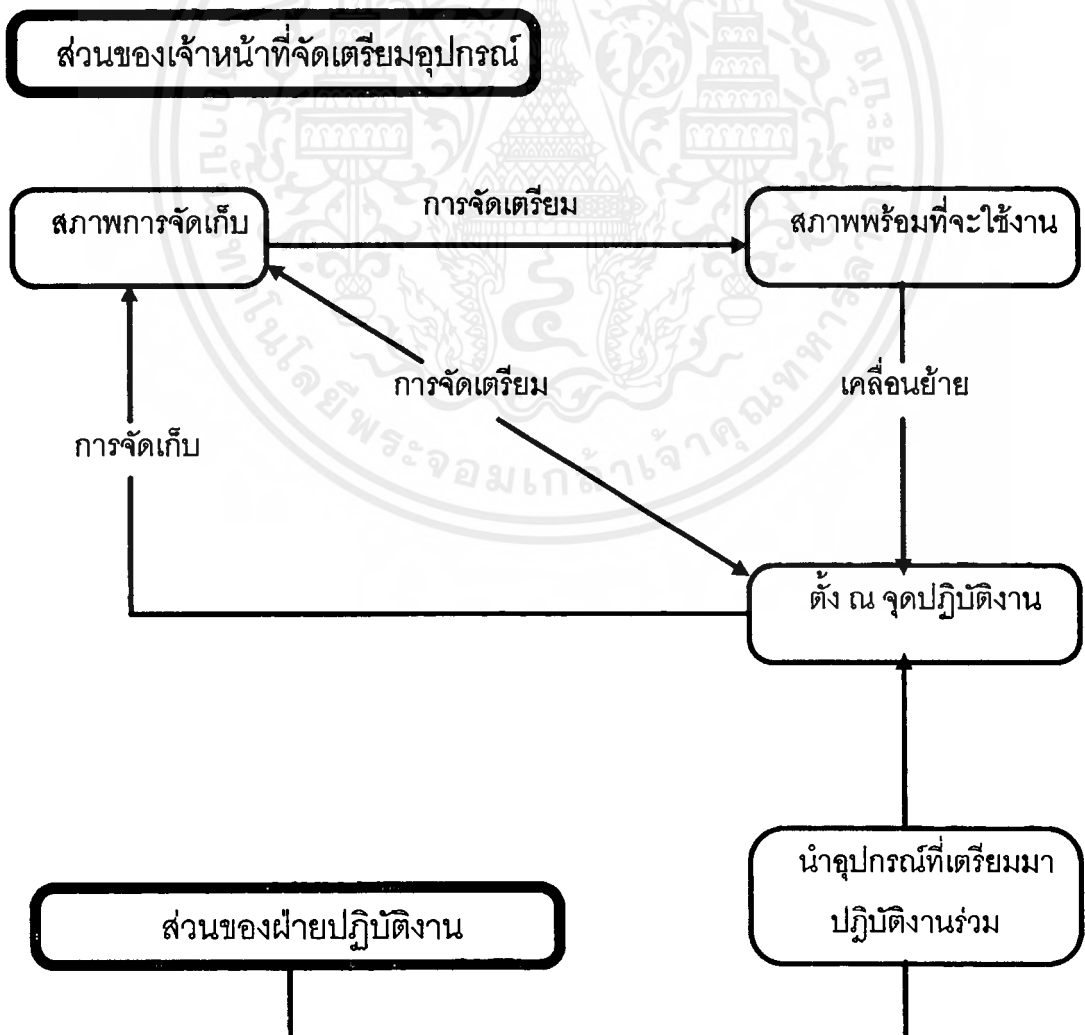 ส่วนของเจ้าหน้าที่จัดเตรียมอุปกรณ์
สภาพการจัดเก็บ
การจัดเตรียม
สภาพพร้อมที่จะใช้งาน
การจัดเตรียม
เคลื่อนย้าย
การจัดเก็บ
ตั้ง ณ จุดปฏิบัติงาน
นำอุปกรณ์ที่เตรียมมา
ปฏิบัติงานร่วม
ส่วนของฝ่ายปฏิบัติงาน